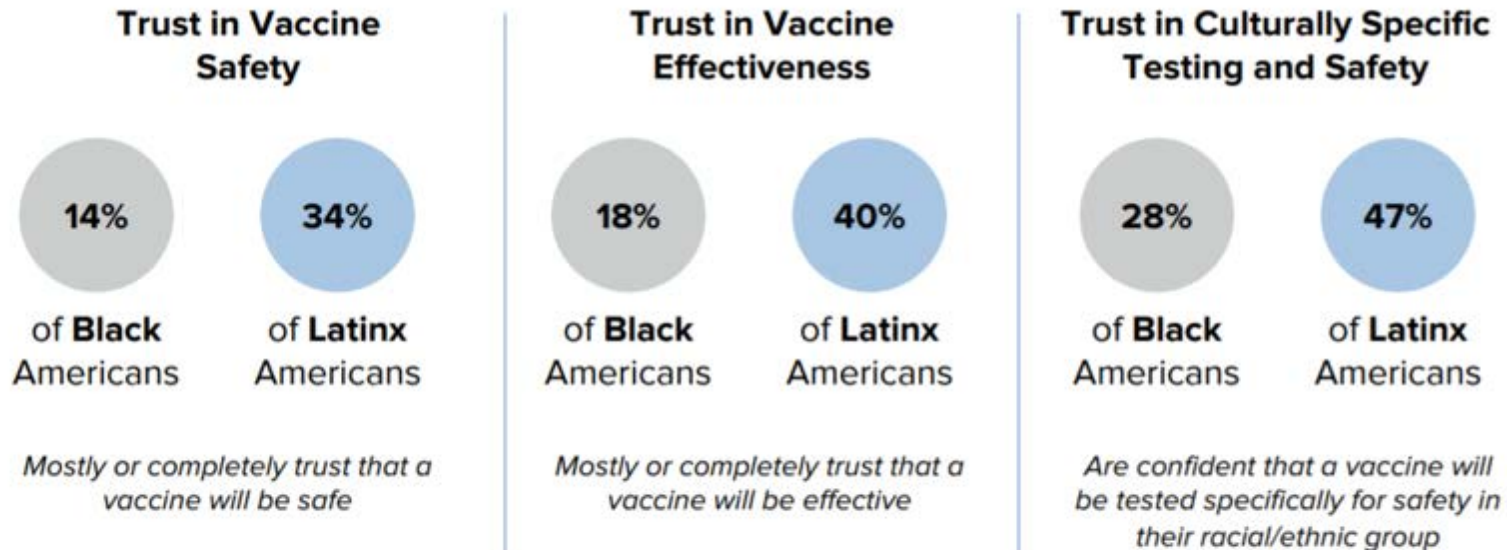 Trust in Vaccine
Safety
14%
34%
of Black
Americans
of Latinx
Americans
Mostly or completely trust that a
vaccine will be safe
Trust in Vaccine
Effectiveness
18%
40%
of Black
Americans
of Latinx
Americans
Mostly or completely trust that a
vaccine will be effective
Trust in Culturally Specific
Testing and Safety
28%
47%
of Black
Americans
of Latinx
Americans
Are confident that a vaccine will
be tested specifically for safety in
their racial/ethnic group